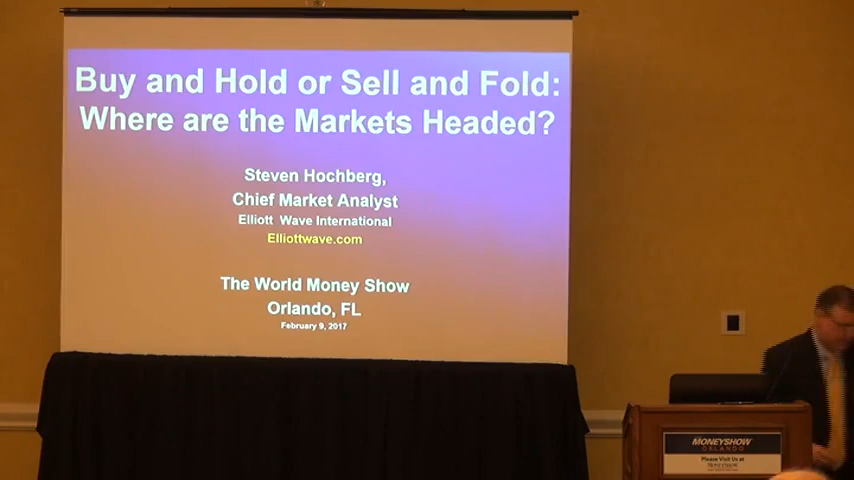 Buy and Hold or Sell and Fold:
Where are the Markets Headed?
Steven Hochberg,
Chief Market Analyst
Elliott Wave International
Elliottwave.com
The World Money Show
Orlando, FL
February 9, 2017
MONEYSHOW
ORLANDO
Please Visit Us at